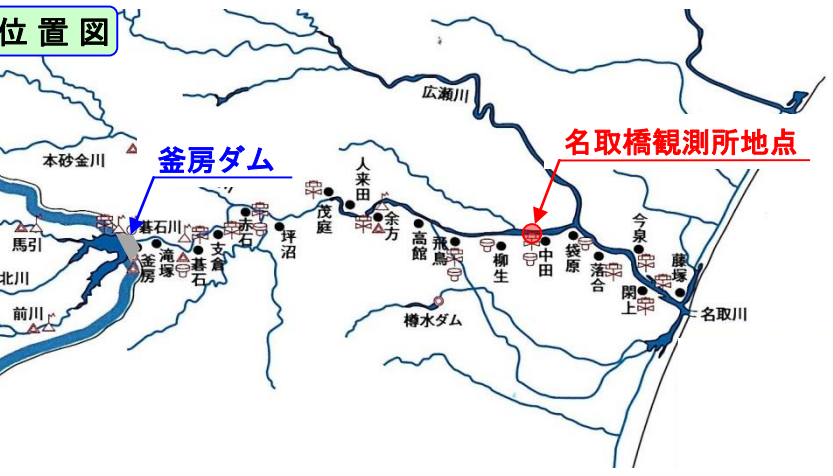 位置図
広瀬川
名取橋観測所地点
本砂金川
釜房ダム
人来田
茂庭
余方
赤石
坪沼
支倉
碁石川
碁石
滝塚
釜房
馬引
北川
前川
高館
飛鳥
柳生
中田
袋原
落合
今泉
閖上
藤塚
名取川
樽水ダム